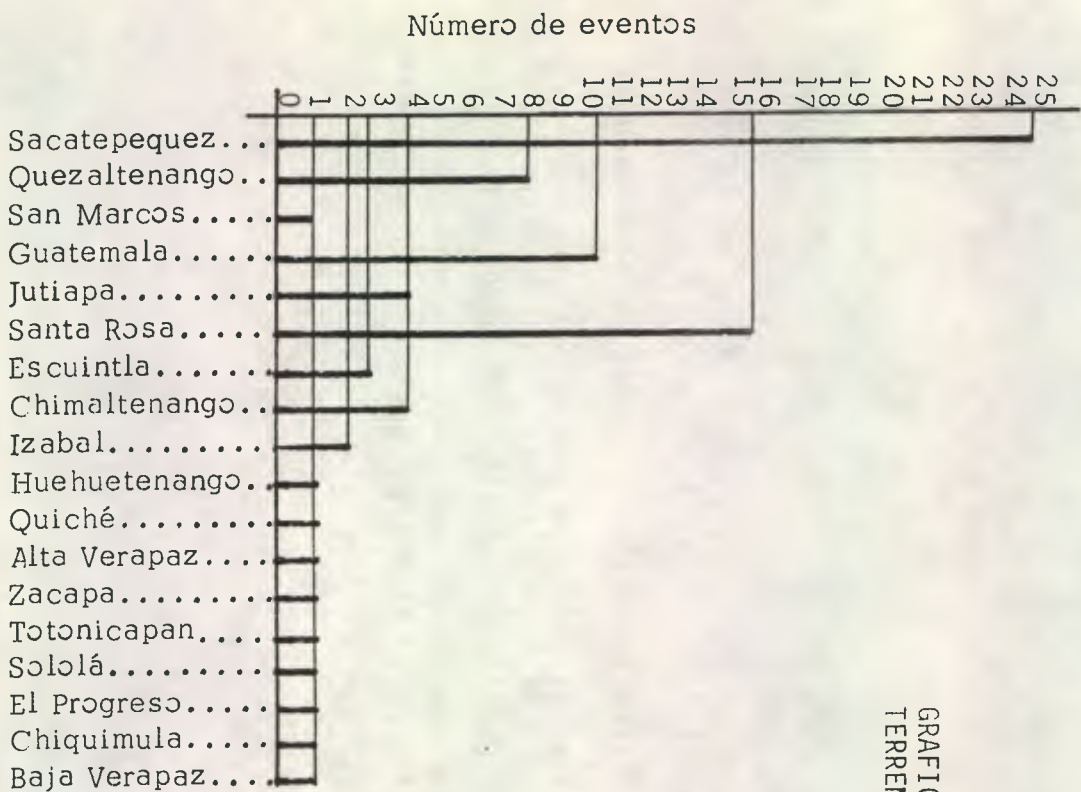 Número de eventos
0 1 2 3 4 5 6 7 8 9 10 11 12 13 14 15 16 17 18 19 20 21 22 23 24 25
Sacatepequez...
Quezaltenango..
San Marcos.....
Guatemala......
Jutiapa.........
Santa Rosa.....
Escuintla.......
Chimaltenango..
Izabal.........
Huehuetenango..
Quiché.........
Alta Verapaz....
Zacapa.........
Totonicapan....
Sololá.........
El Progreso.....
Chiquimula.....
Baja Verapaz....
GRAFIC
TERREM